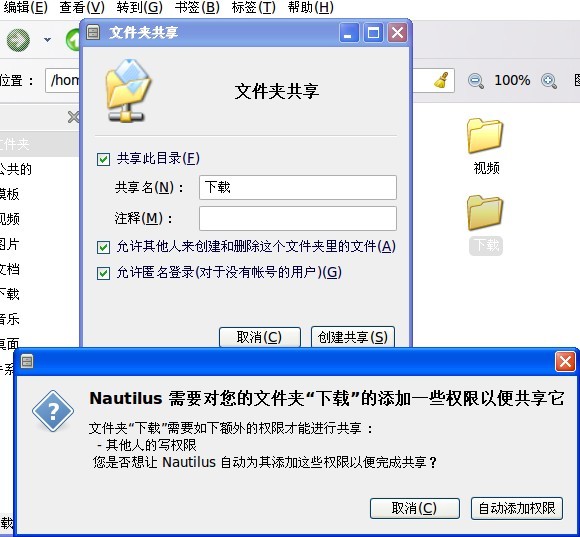 编辑(E) 查看(V) 转到(G) 书签(B) 标签(T) 帮助(H)
文件夹共享
位置：
/hom
100%
文件夹共享
文件夹
公共的
模板
视频
图片
文档
下载
音乐
桌面
共享此目录(F)
共享名(N)：
下载
注释(M)：
允许其他人来创建和删除这个文件夹里的文件(A)
允许匿名登录(对于没有帐号的用户)(G)
取消(C)
创建共享(S)
视频
下载
Nautilus 需要对您的文件夹“下载”的添加一些权限以便共享它
文件夹“下载”需要如下额外的权限才能进行共享：
- 其他人的写权限
您是否想让 Nautilus 自动为其添加这些权限以便完成共享？
取消(C)
自动添加权限
载